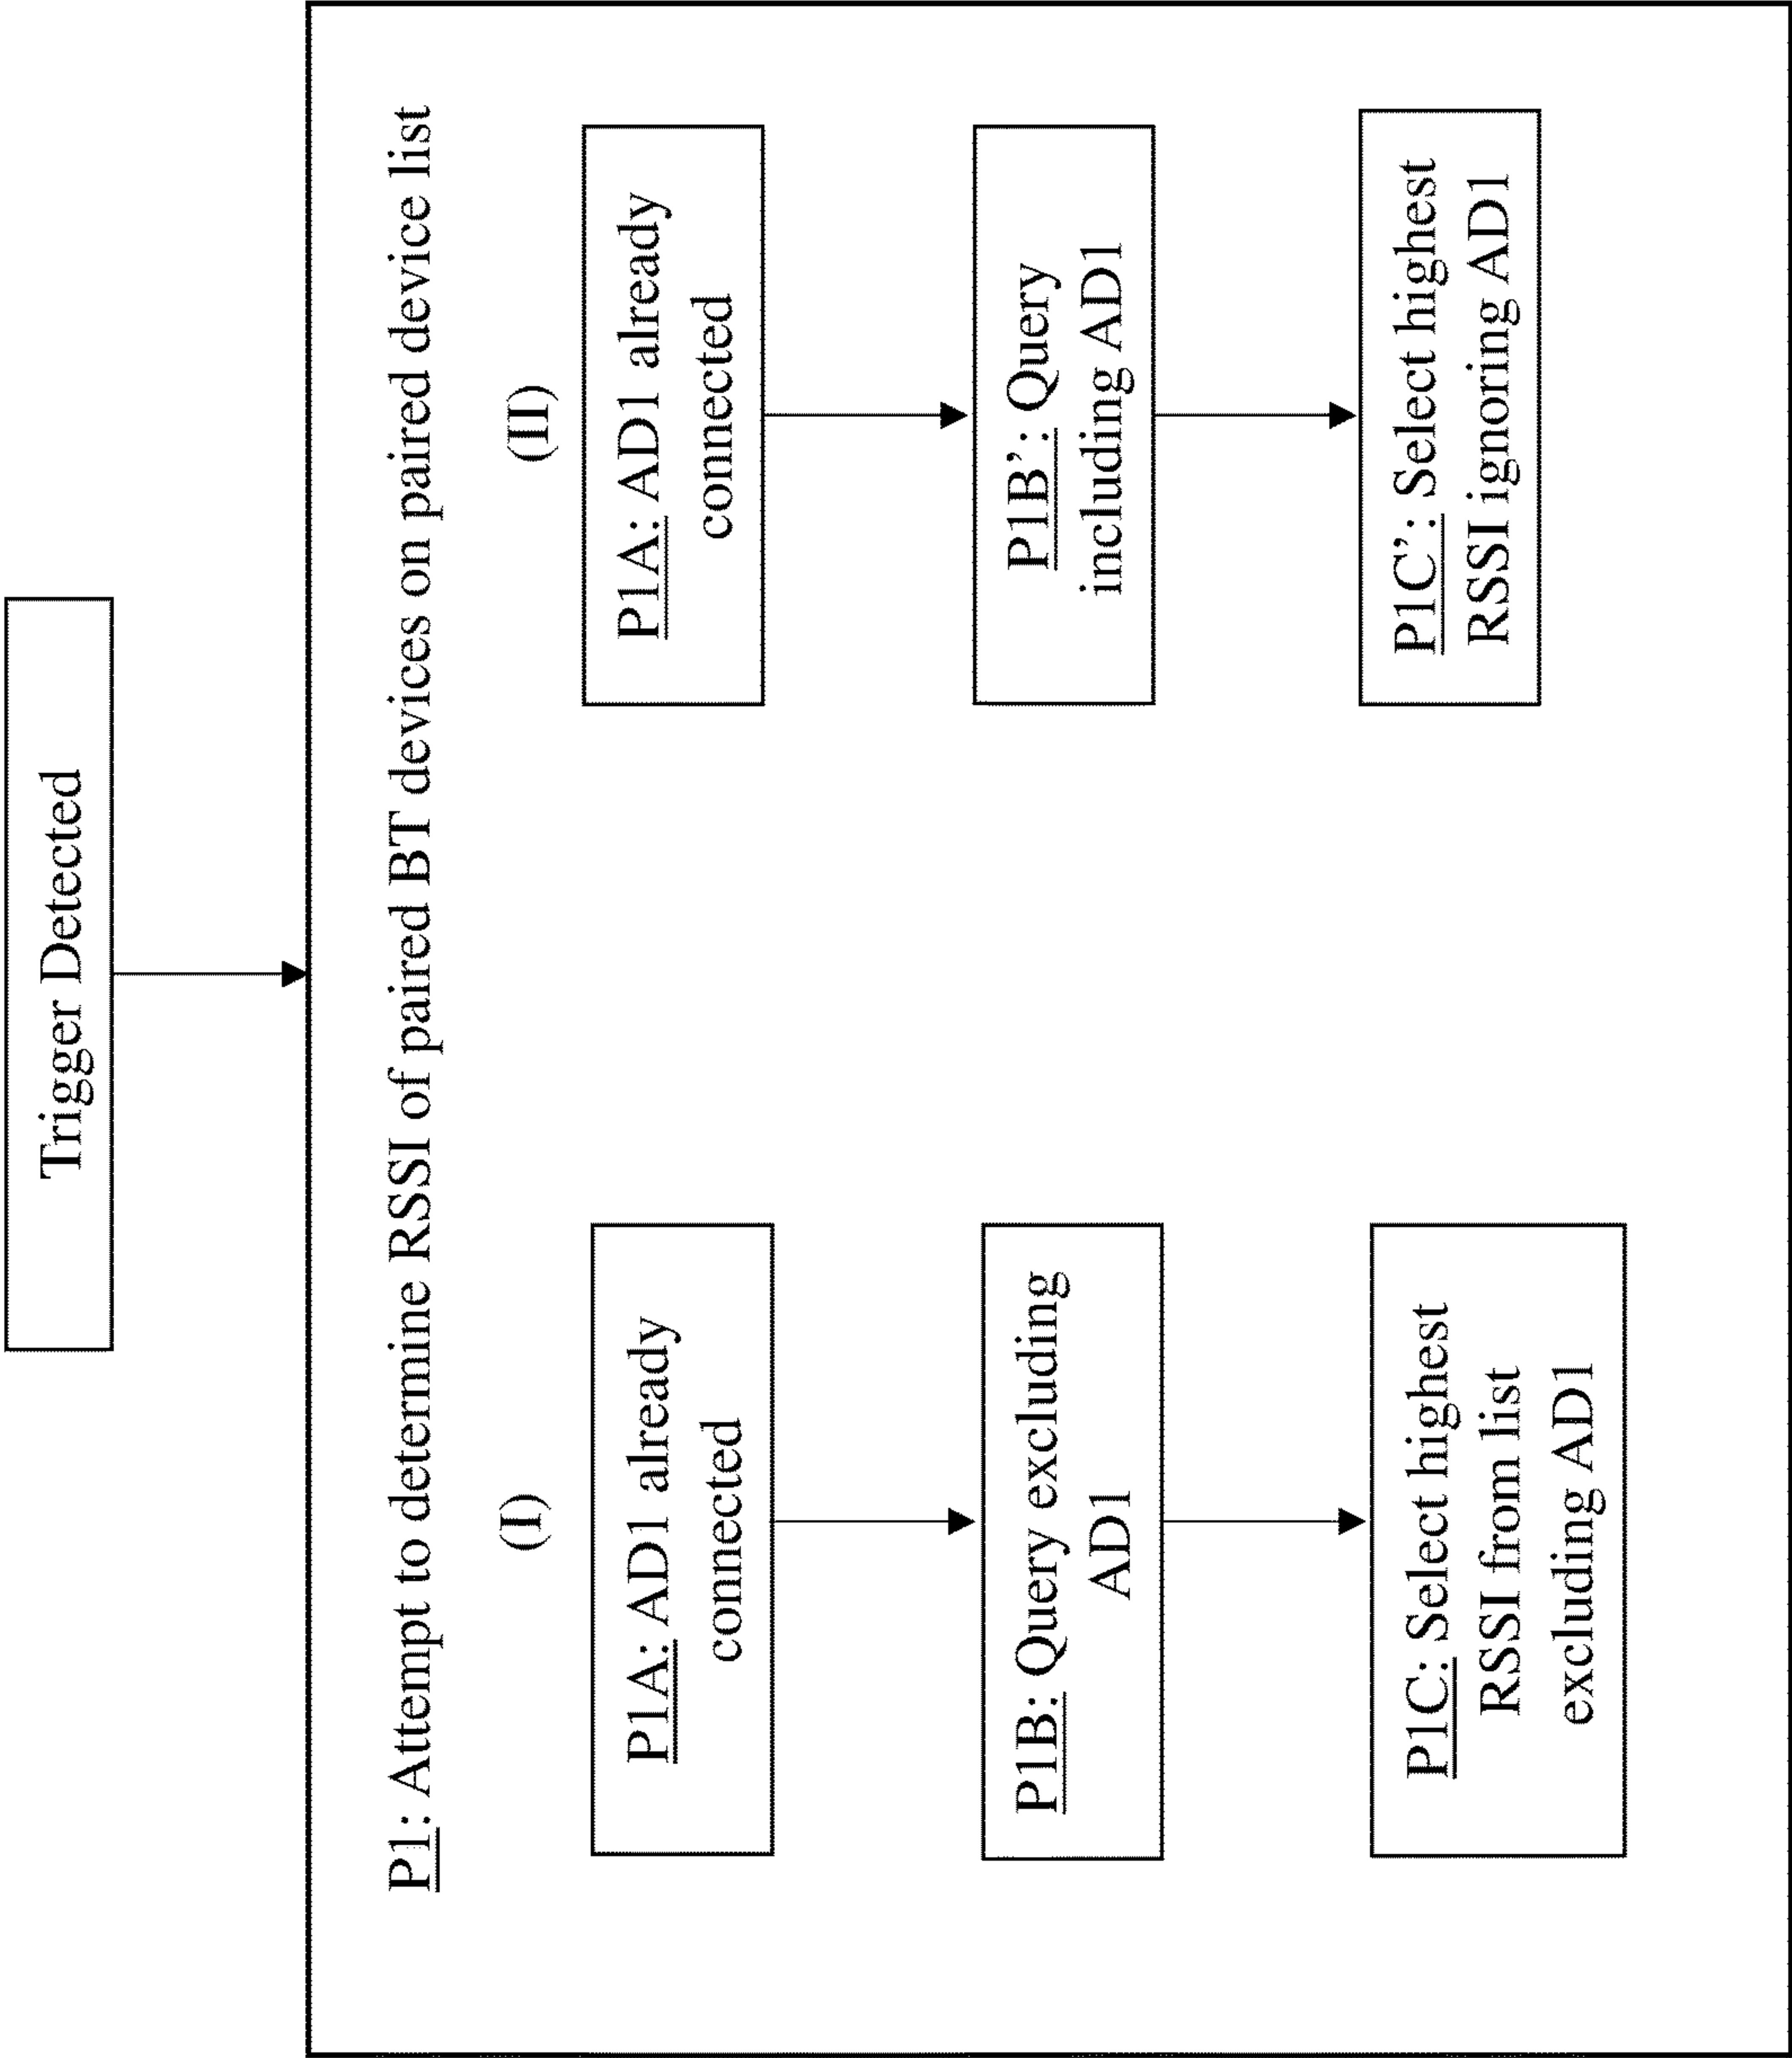 Trigger Detected
P1: Attempt to determine RSSI of paired BT devices on paired device list
(I)
P1A: AD1 already
connected
P1B: Query excluding
AD1
P1C: Select highest
RSSI from list
excluding AD1
(II)
P1A: AD1 already
connected
P1B’: Query
including AD1
P1C’: Select highest
RSSI ignoring AD1